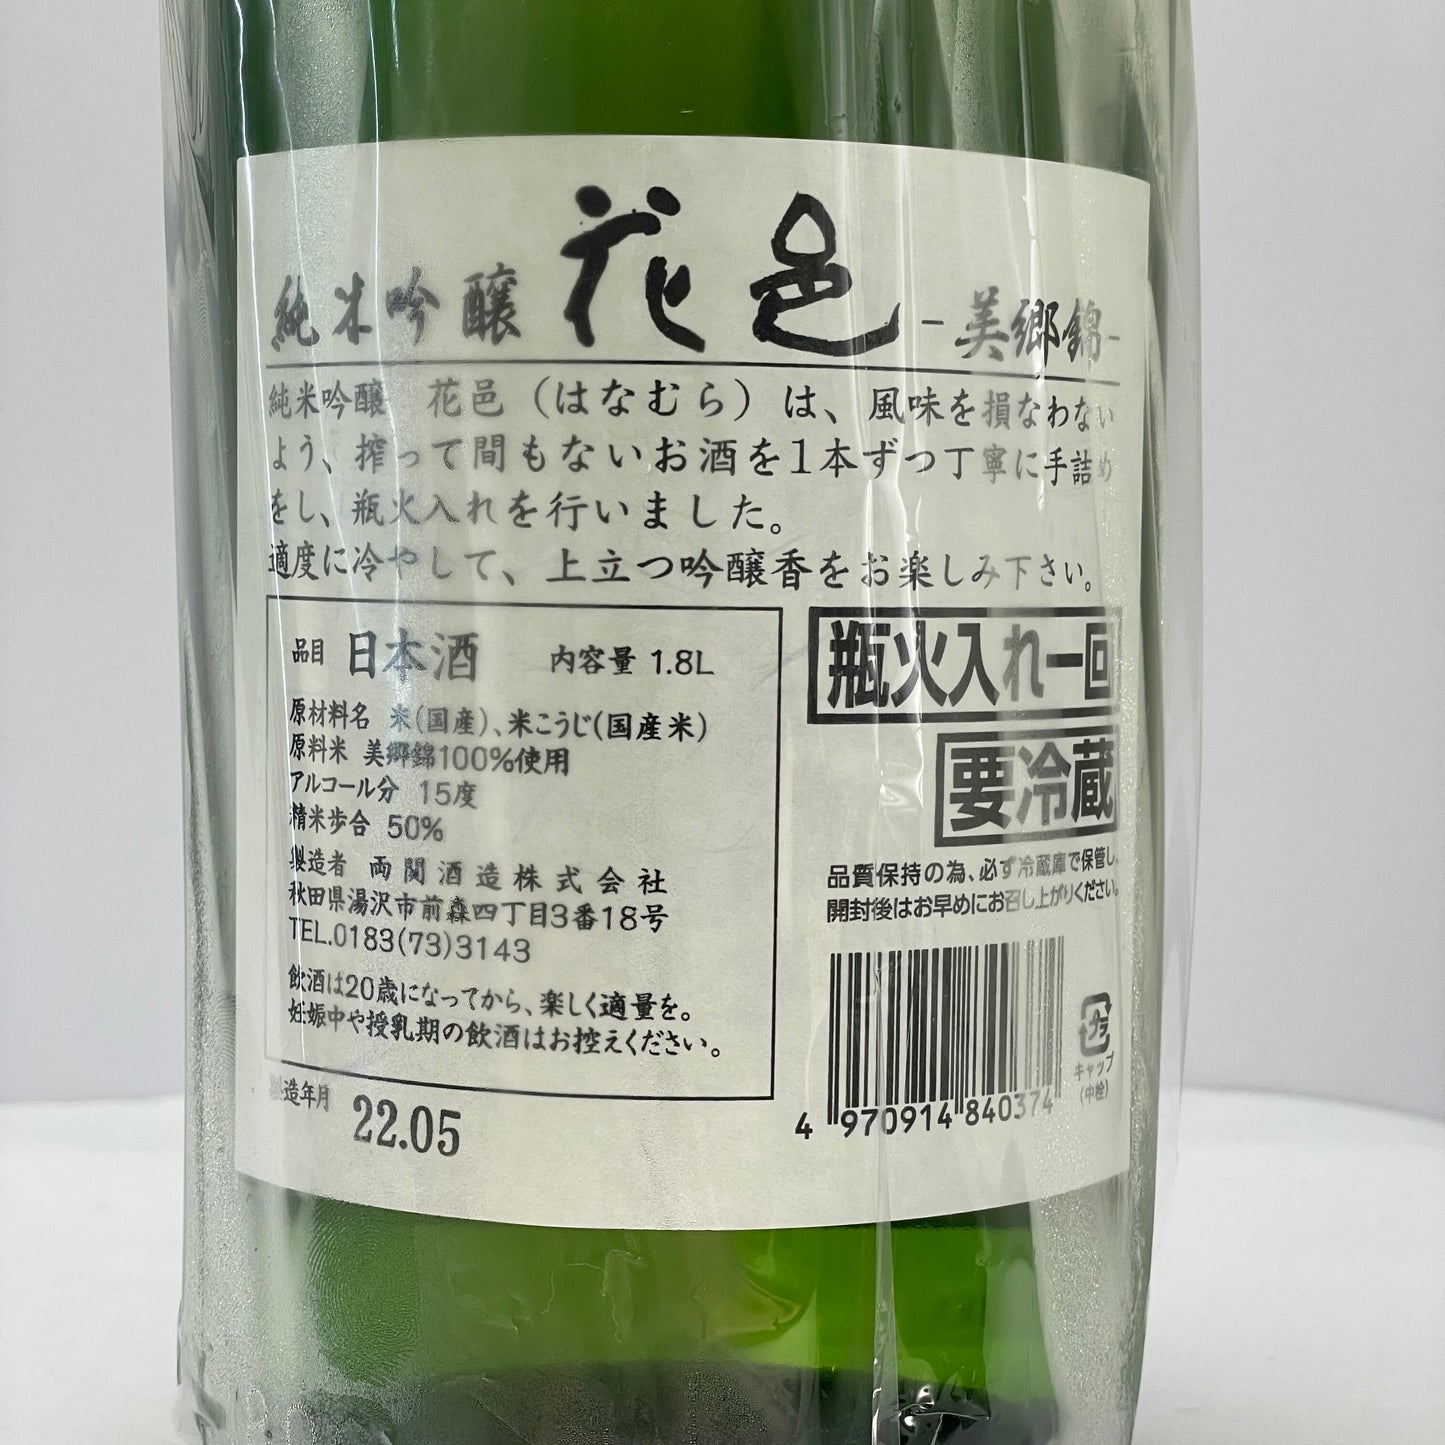 純米吟醸 花邑 -美郷錦-
純米吟醸 花邑（はなむら）は、風味を損なわない
よう、搾って間もないお酒を1本ずつ丁寧に手詰め
をし、瓶火入れを行いました。
適度に冷やして、上立つ吟醸香をお楽しみ下さい。
品目 日本酒 内容量 1.8L
原材料名 米(国産)、米こうじ(国産米)
原料米 美郷錦100%使用
アルコール分 15度
精米歩合 50%
製造者 両関酒造株式会社
秋田県湯沢市前森四丁目3番18号
TEL.0183(73)3143
飲酒は20歳になってから、楽しく適量を。
妊娠中や授乳期の飲酒はお控えください。
製造年月 22.05
瓶火入れ一回
要冷蔵
品質保持の為、必ず冷蔵庫で保管し、
開封後はお早めにお召し上がりください。
4 970914 840374
プラ
キャップ
(中栓)